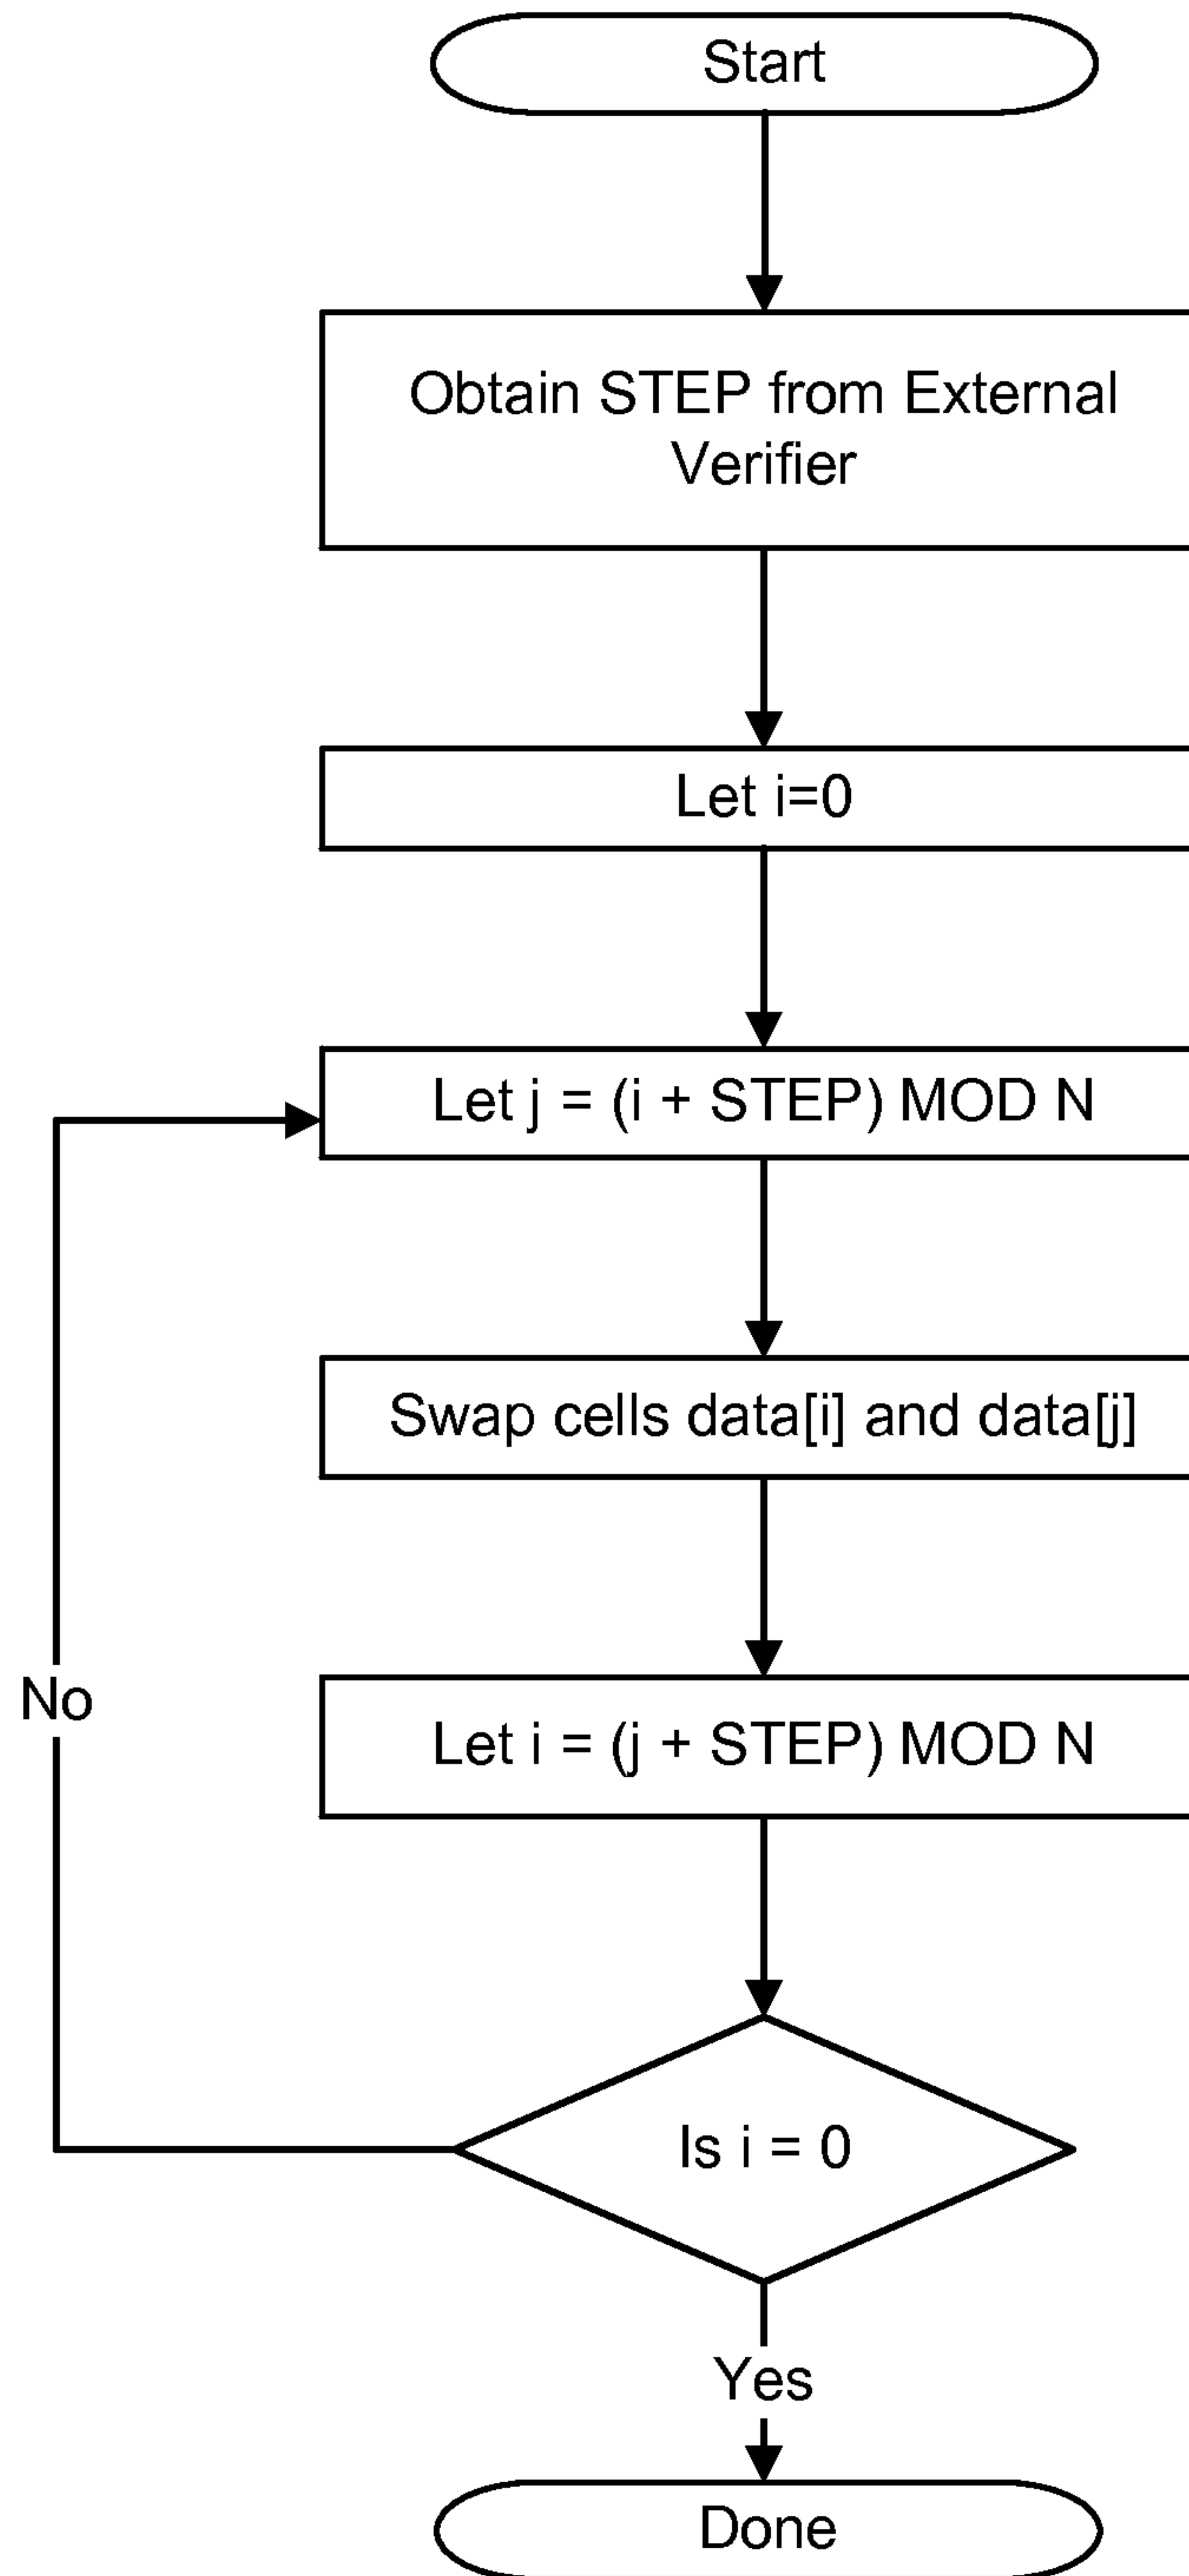 Start
Obtain STEP from External
Verifier
Let i=0
Let j = (i + STEP) MOD N
Swap cells data[i] and data[j]
Let i = (j + STEP) MOD N
No
Is i = 0
Yes
Done